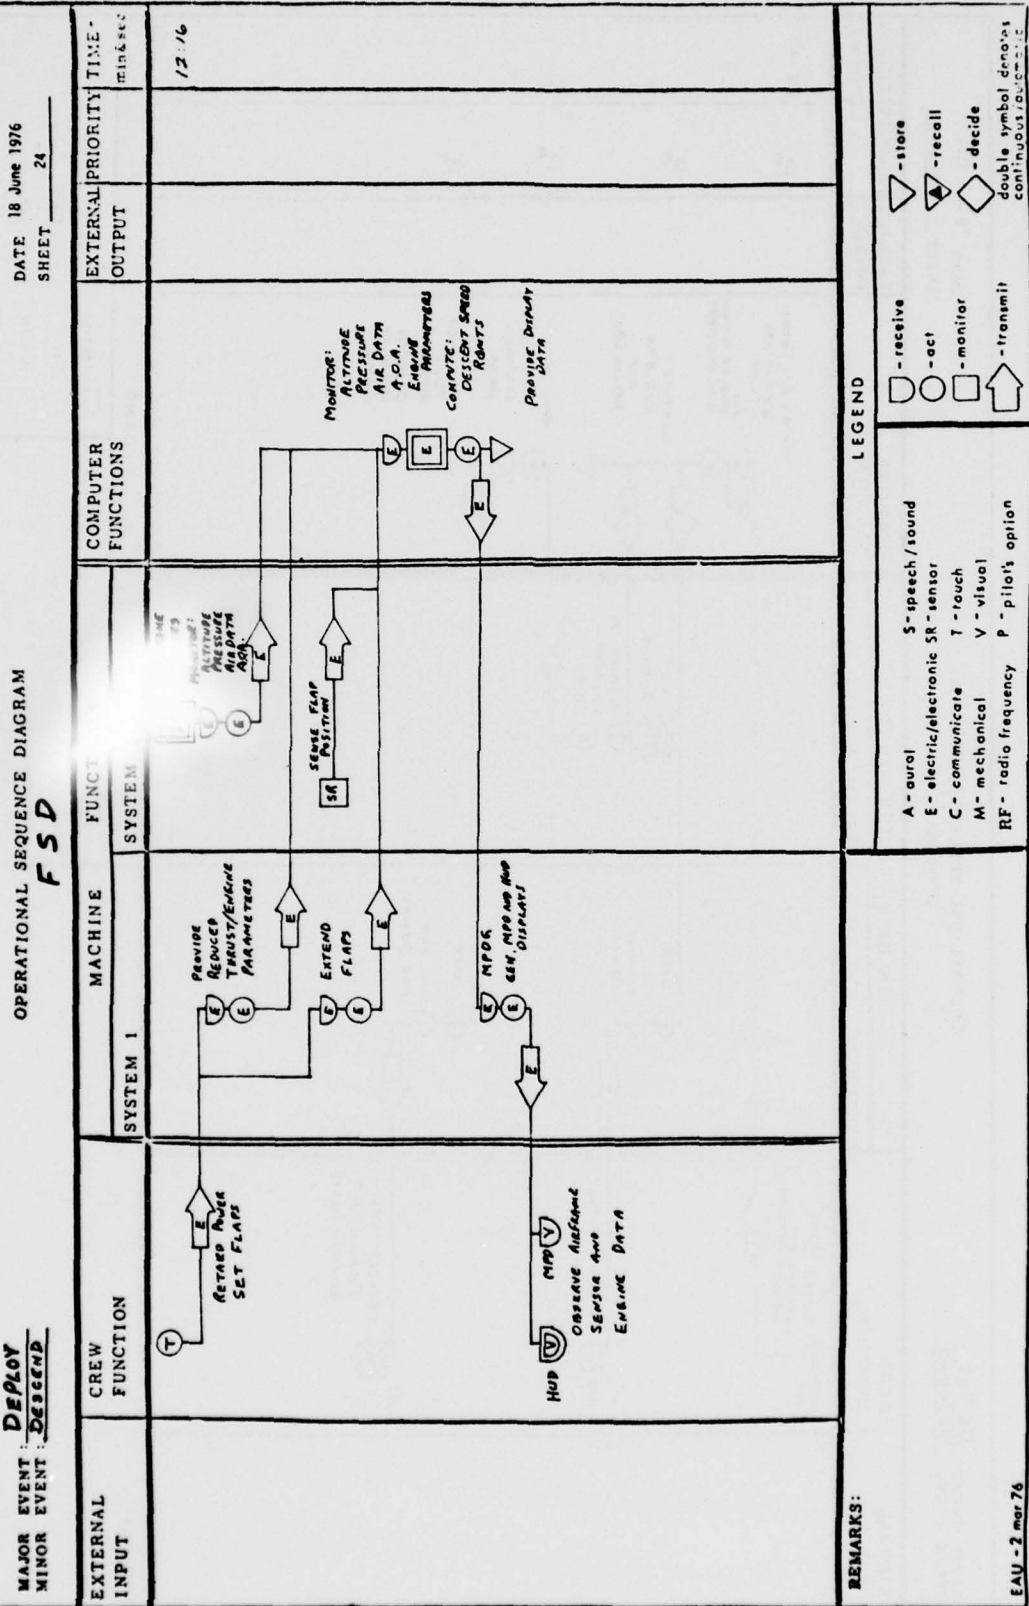 MAJOR EVENT: DEPLOY
MINOR EVENT: DESCEND
OPERATIONAL SEQUENCE DIAGRAM
FSD
DATE 18 June 1976
SHEET 24
EXTERNAL INPUT
CREW FUNCTION
MACHINE
SYSTEM 1
SYSTEM
COMPUTER FUNCTIONS
EXTERNAL OUTPUT
PRIORITY
TIME-
min&sec
12:16
T
E
RETARD POWER
SET FLAPS
E
E
PROVIDE
REDUCED
THRUST/ENGINE
PARAMETERS
E
E
E
EXTEND
FLAPS
E
MONITOR:
ALTITUDE
PRESSURE
AIR DATA
E
E
E
SR
SENSE FLAP
POSITION
E
MONITOR:
ALTITUDE
PRESSURE
AIR DATA
A.O.A.
ENGINE
PARAMETERS
E
E
E
COMPUTE:
DESCENT SPEED
RQMTS
PROVIDE DISPLAY
DATA
E
E
E
MPDG
GEN. MPD AND HUD
DISPLAYS
E
HUD
V
MPD
V
OBSERVE AIRFRAME
SENSOR AND
ENGINE DATA
REMARKS:
EAU - 2 mar 76
LEGEND
A - aural S - speech/sound
E - electric/electronic SR - sensor
C - communicate T - touch
M - mechanical V - visual
RF - radio frequency P - pilot's option
- receive
- act
- monitor
- transmit
- store
- recall
- decide
double symbol denotes
continuous/automatic